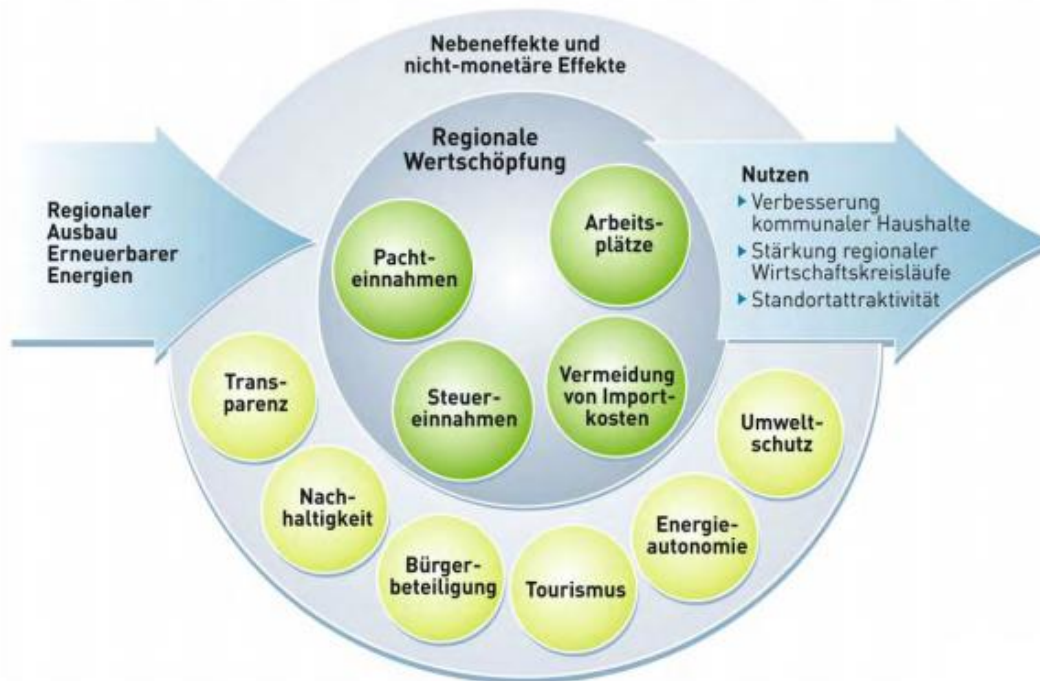 Nebeneffekte und
nicht-monetäre Effekte
Regionale
Wertschöpfung
Regionaler
Ausbau
Erneuerbarer
Energien
Pacht-
einnahmen
Arbeits-
plätze
Steuer-
einnahmen
Vermeidung
von Import-
kosten
Nutzen
Verbesserung
kommunaler Haushalte
Stärkung regionaler
Wirtschaftskreisläufe
Standortattraktivität
Trans-
parenz
Nach-
haltigkeit
Bürger-
beteiligung
Tourismus
Energie-
autonomie
Umwelt-
schutz